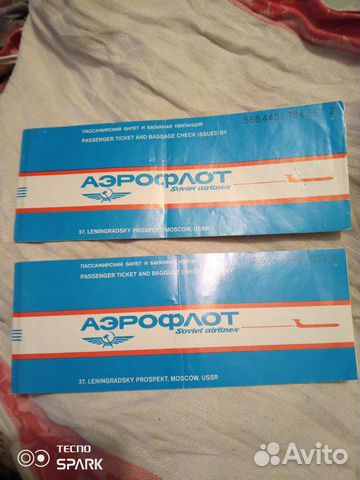 ПАССАЖИРСКИЙ БИЛЕТ И БАГАЖНАЯ КВИТАНЦИЯ
PASSENGER TICKET AND BAGGAGE CHECK ISSUED BY
АЭРОФЛОТ
Soviet airlines
37, LENINGRADSKY PROSPEKT, MOSCOW, USSR
ПАССАЖИРСКИЙ БИЛЕТ И БАГАЖНАЯ КВИТАНЦИЯ
PASSENGER TICKET AND BAGGAGE CHECK ISSUED BY
АЭРОФЛОТ
Soviet airlines
37, LENINGRADSKY PROSPEKT, MOSCOW, USSR
TECNO
SPARK
Avito